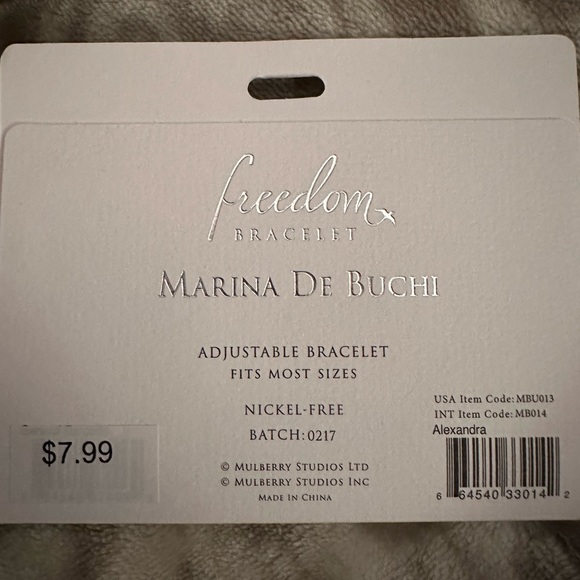 freedom
BRACELET
MARINA DE BUCHI
ADJUSTABLE BRACELET
FITS MOST SIZES
NICKEL-FREE
BATCH: 0217
© MULBERRY STUDIOS LTD
© MULBERRY STUDIOS INC
MADE IN CHINA
$7.99
USA Item Code: MBU013
INT Item Code: MB014
Alexandra
6 64540 33014 2